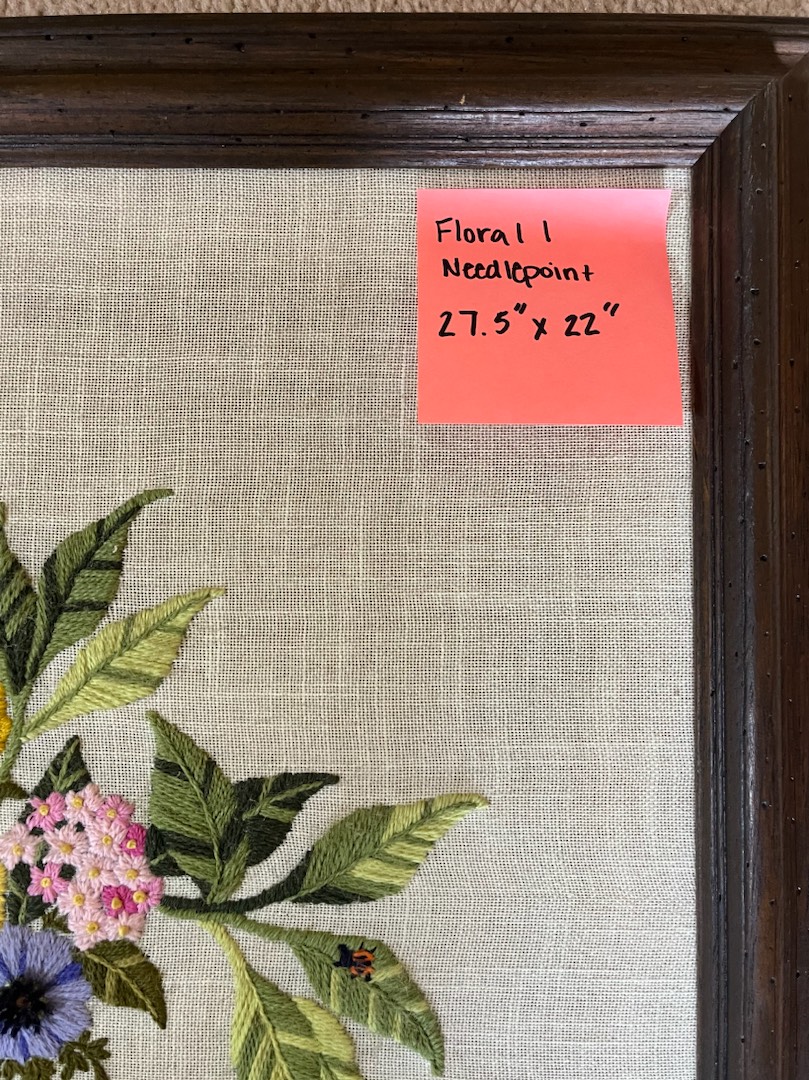 Floral 1
Needlepoint
27.5" x 22"